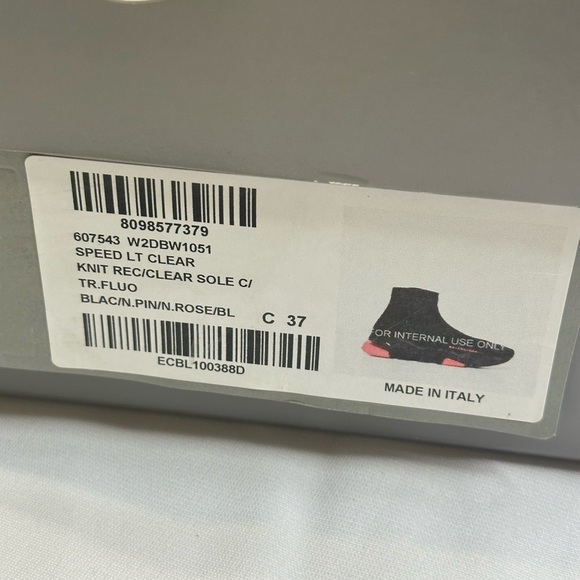 8098577379
607543 W2DBW1051
SPEED LT CLEAR
KNIT REC/CLEAR SOLE C/
TR.FLUO
BLAC/N.PIN/N.ROSE/BL C 37
ECBL100388D
FOR INTERNAL USE ONLY
MADE IN ITALY